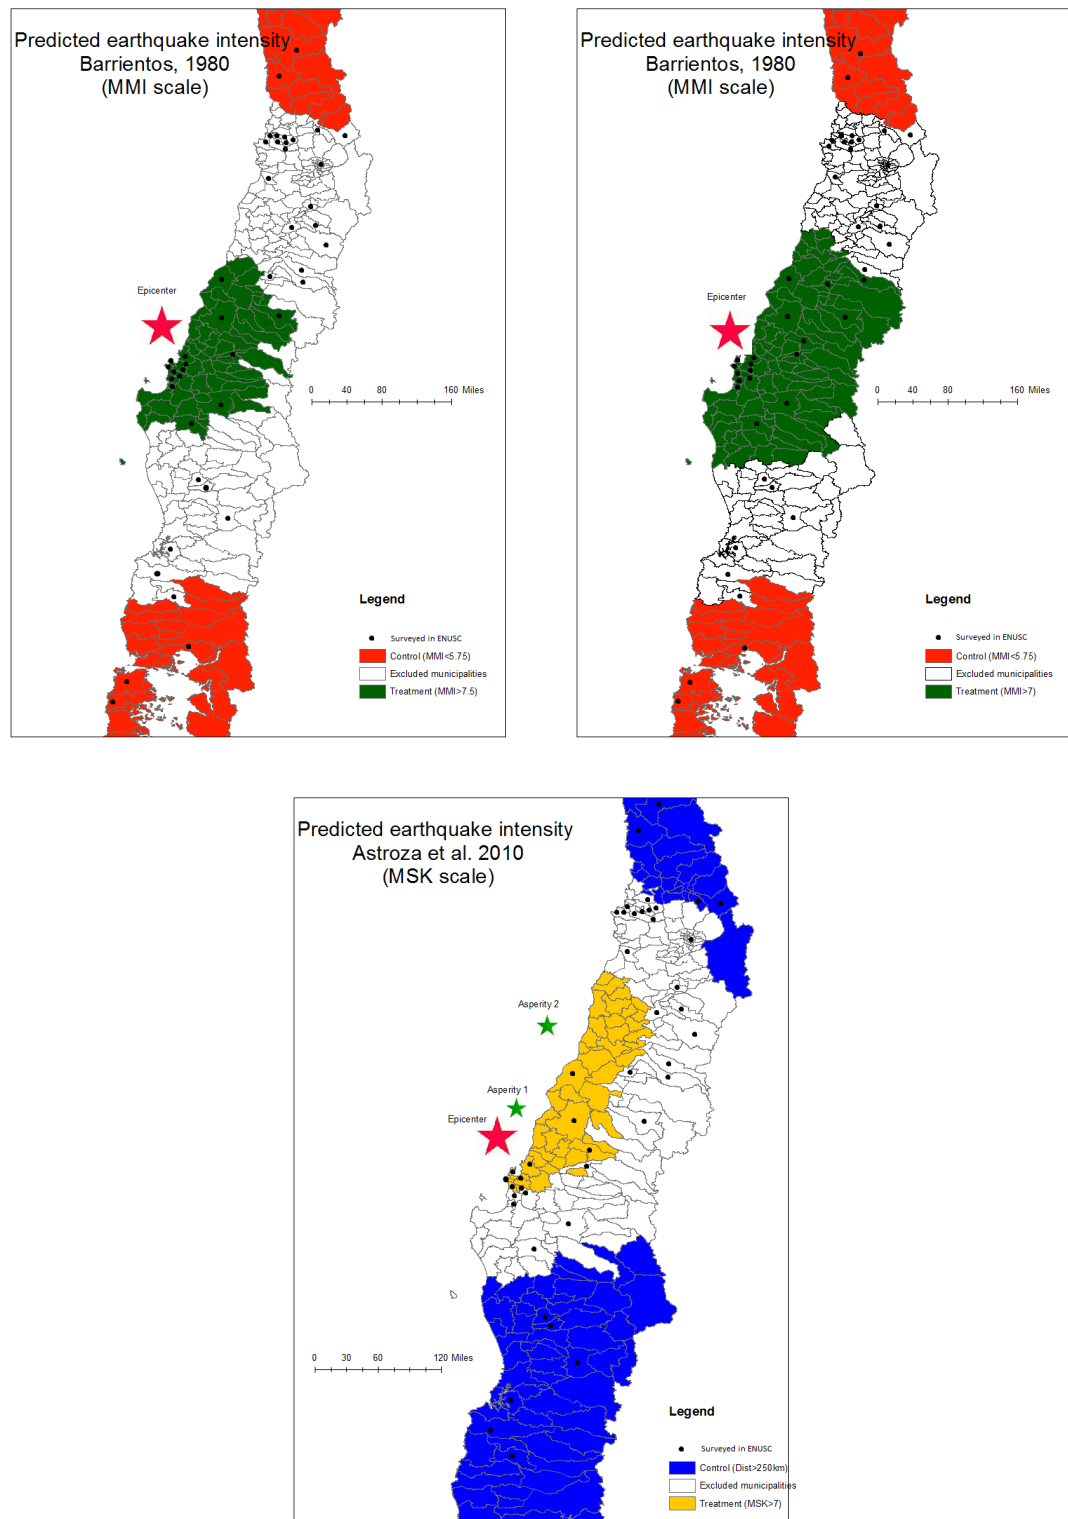 Predicted earthquake intensity
Barrientos, 1980
(MMI scale)
Epicenter
0 40 80 160 Miles
Legend
Surveyed in ENUSC
Control (MMI<5.75)
Excluded municipalities
Treatment (MMI>7.5)
Predicted earthquake intensity
Barrientos, 1980
(MMI scale)
Epicenter
0 40 80 160 Miles
Legend
Surveyed in ENUSC
Control (MMI<5.75)
Excluded municipalities
Treatment (MMI>7)
Predicted earthquake intensity
Astroza et al. 2010
(MSK scale)
Asperity 2
Asperity 1
Epicenter
0 30 60 120 Miles
Legend
Surveyed in ENUSC
Control (Dist>250km)
Excluded municipalities
Treatment (MSK>7)